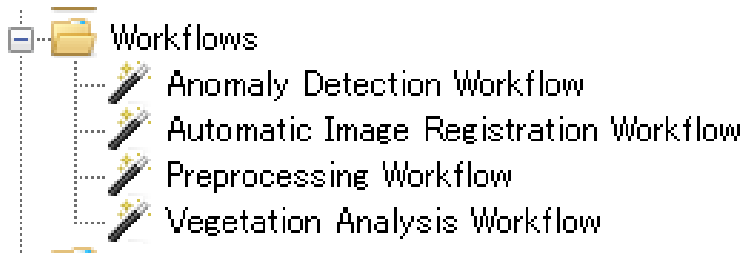 Workflows
Anomaly Detection Workflow
Automatic Image Registration Workflow
Preprocessing Workflow
Vegetation Analysis Workflow